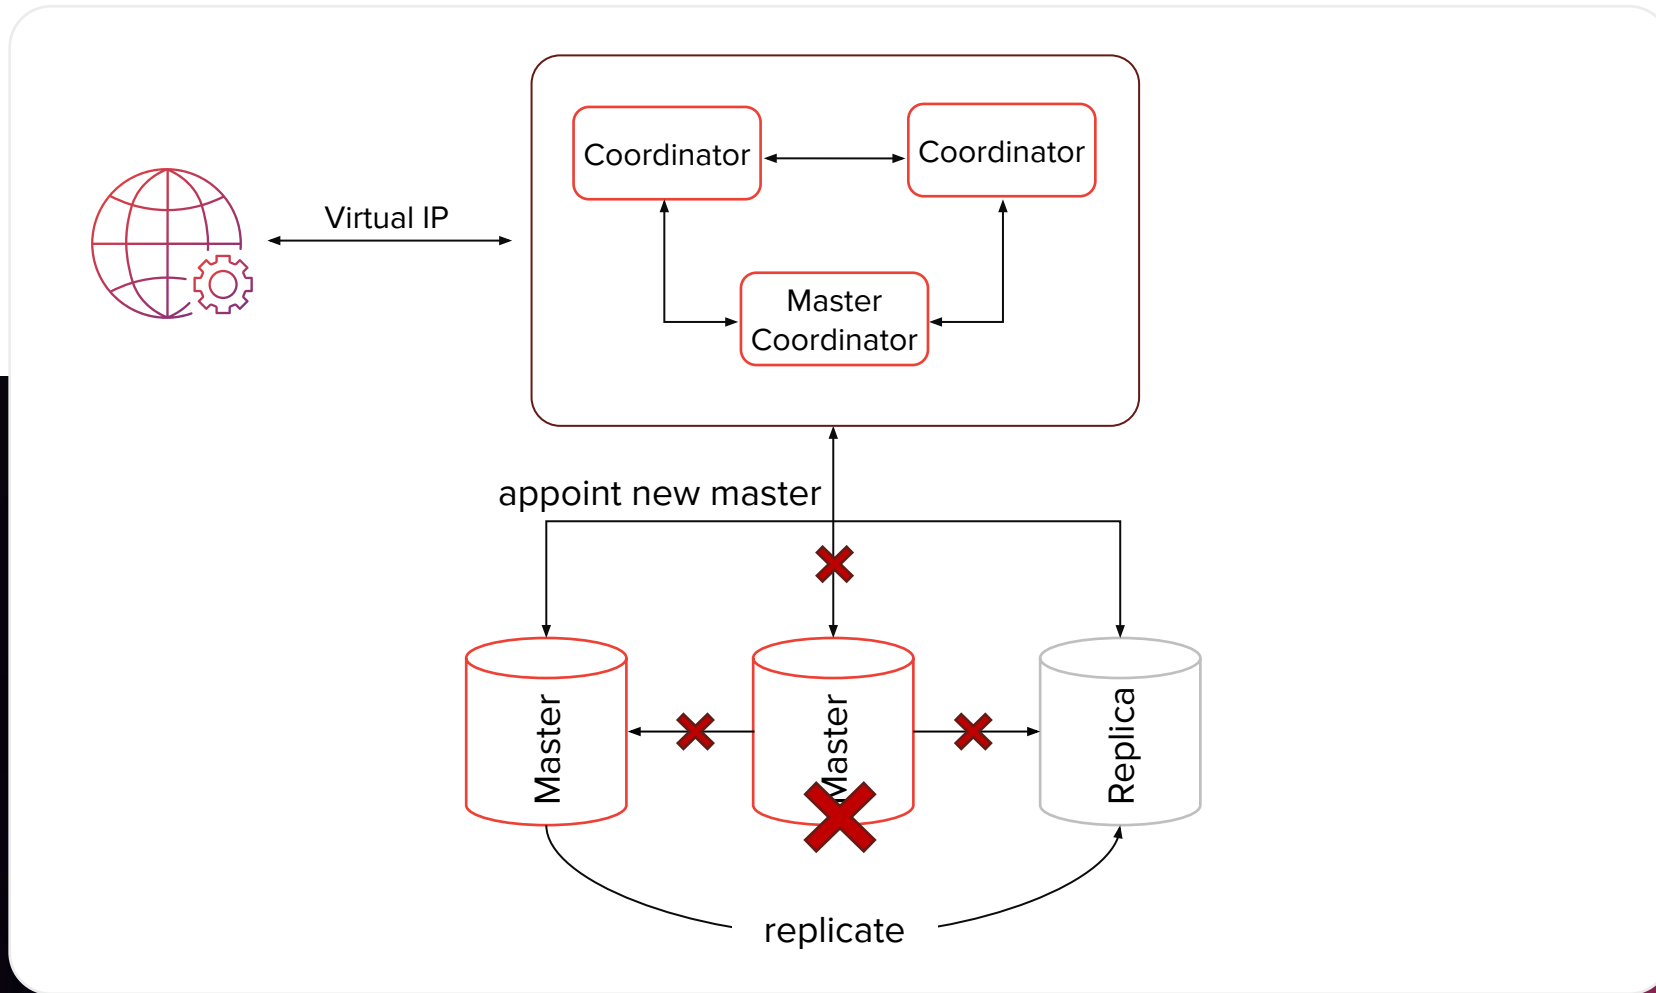 Coordinator
Coordinator
Virtual IP
Master
Coordinator
appoint new master
Master
Master
Replica
replicate